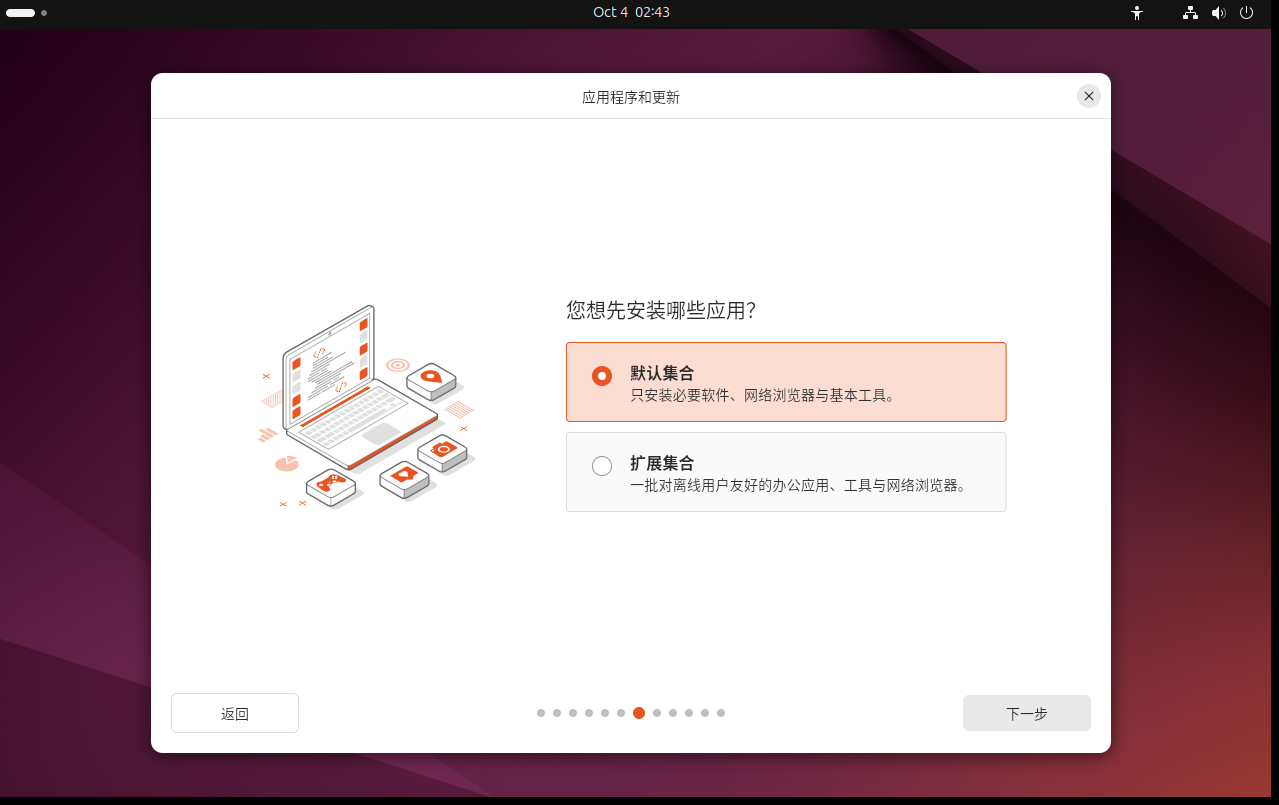 Oct 4 02:43
应用程序和更新
您想先安装哪些应用?
默认集合
只安装必要软件、网络浏览器与基本工具。
扩展集合
一批对离线用户友好的办公应用、工具与网络浏览器。
返回
下一步